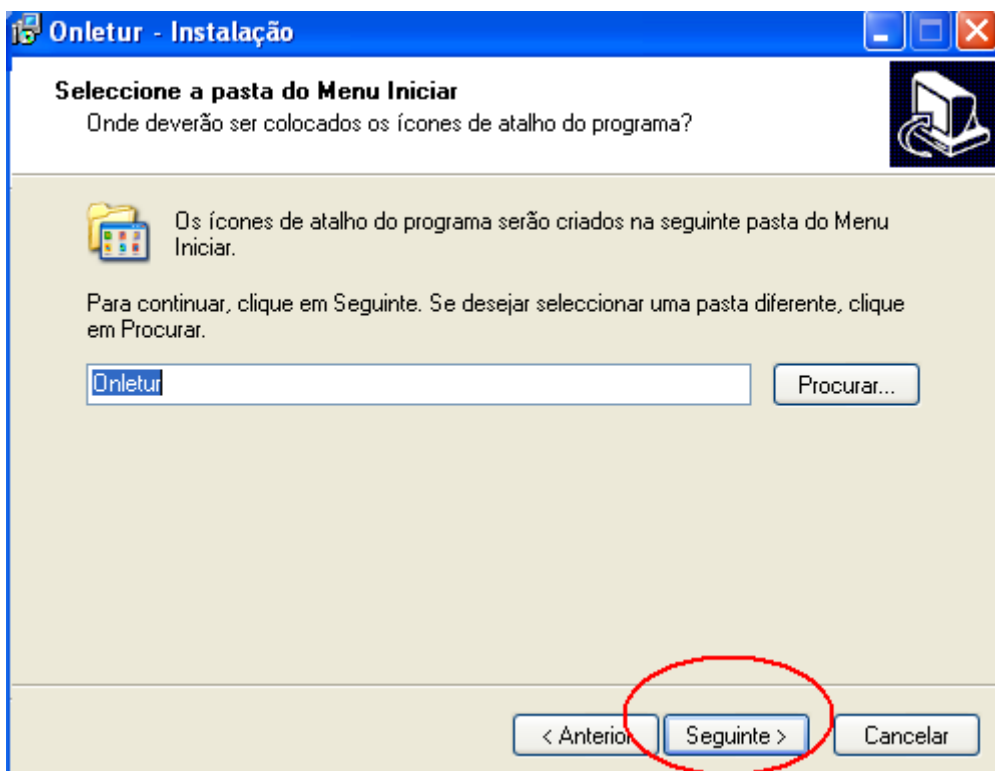 Onletur - Instalação
Seleccione a pasta do Menu Iniciar
Onde deverão ser colocados os ícones de atalho do programa?
Os ícones de atalho do programa serão criados na seguinte pasta do Menu
Iniciar.
Para continuar, clique em Seguinte. Se desejar seleccionar uma pasta diferente, clique
em Procurar.
Onletur
Procurar...
< Anterior
Seguinte >
Cancelar